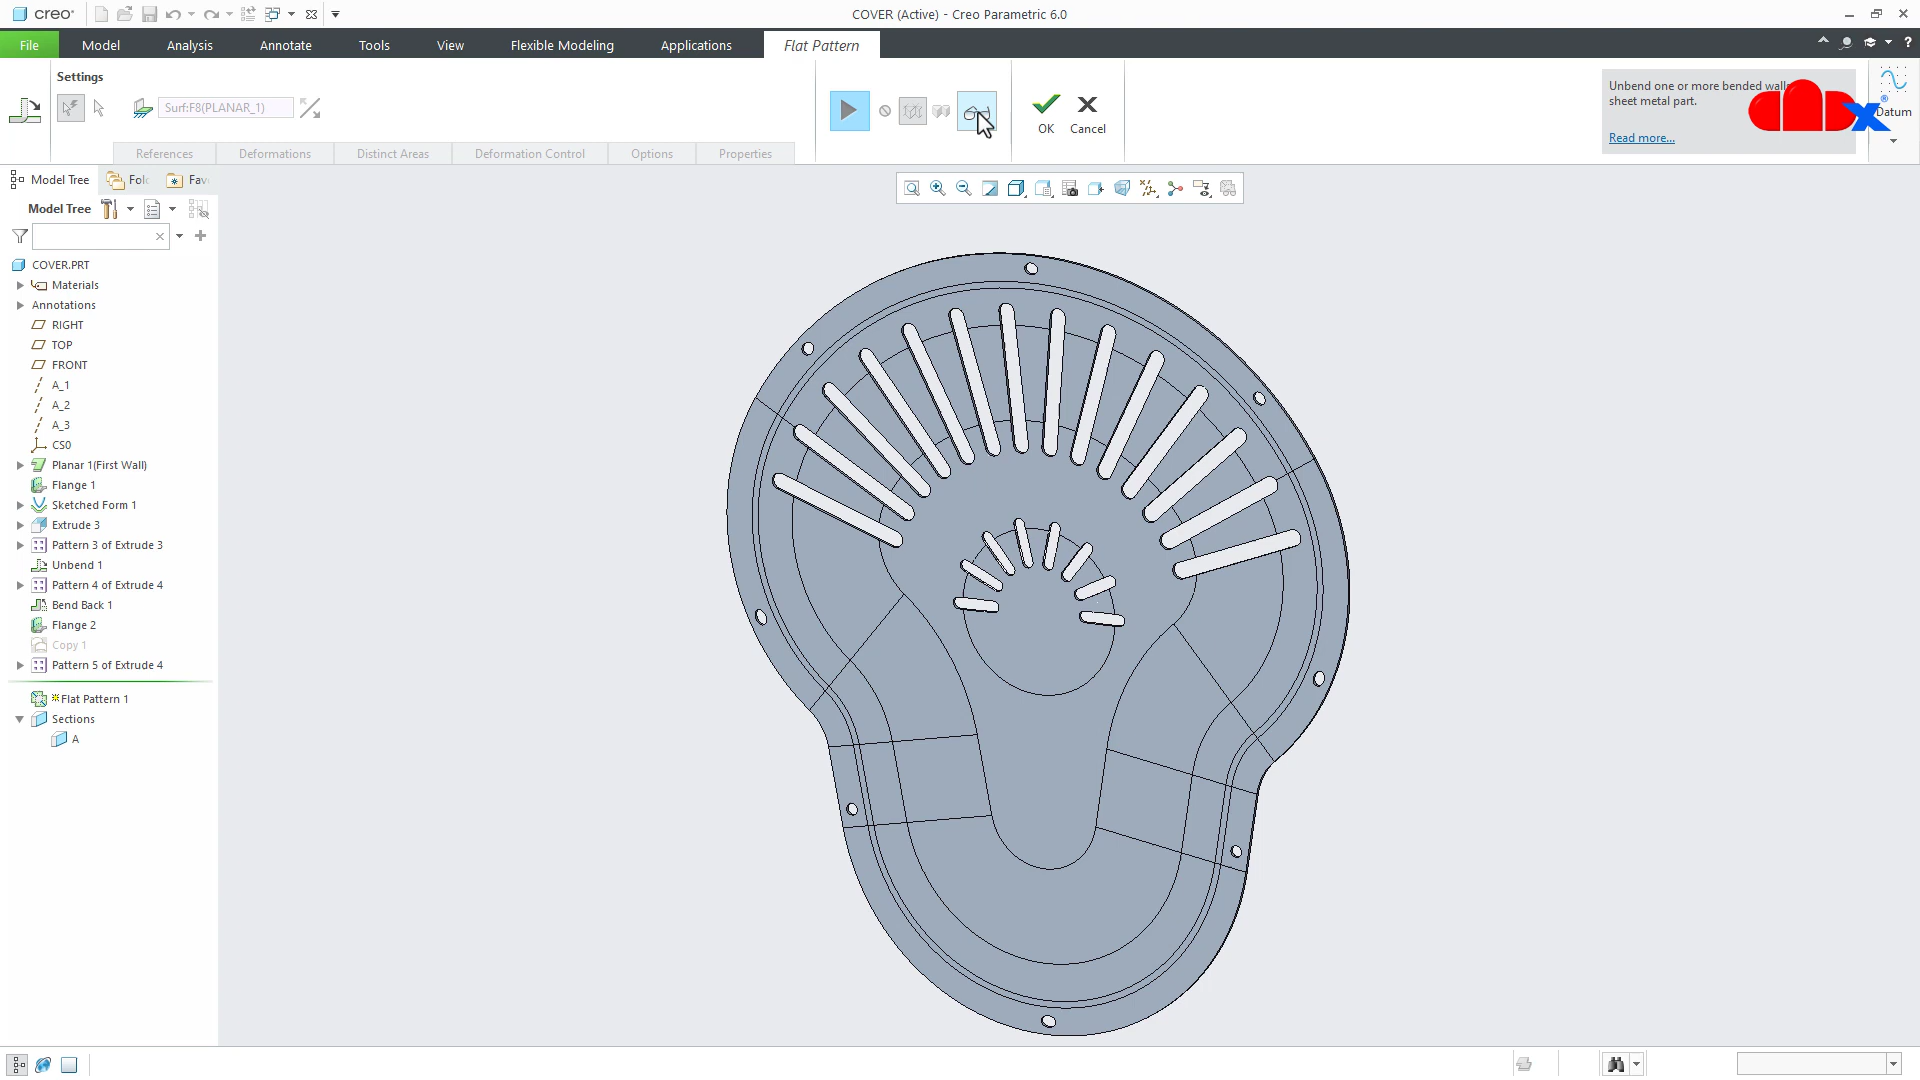 creo
COVER (Active) - Creo Parametric 6.0
File
Model
Analysis
Annotate
Tools
View
Flexible Modeling
Applications
Flat Pattern
Settings
Surf:F8(PLANAR_1)
OK
Cancel
Unbend one or more bended walls
sheet metal part.
Read more...
Datum
References
Deformations
Distinct Areas
Deformation Control
Options
Properties
Model Tree
Fol
Fav
Model Tree
COVER.PRT
Materials
Annotations
RIGHT
TOP
FRONT
A_1
A_2
A_3
CS0
Planar 1(First Wall)
Flange 1
Sketched Form 1
Extrude 3
Pattern 3 of Extrude 3
Unbend 1
Pattern 4 of Extrude 4
Bend Back 1
Flange 2
Copy 1
Pattern 5 of Extrude 4
Flat Pattern 1
Sections
A